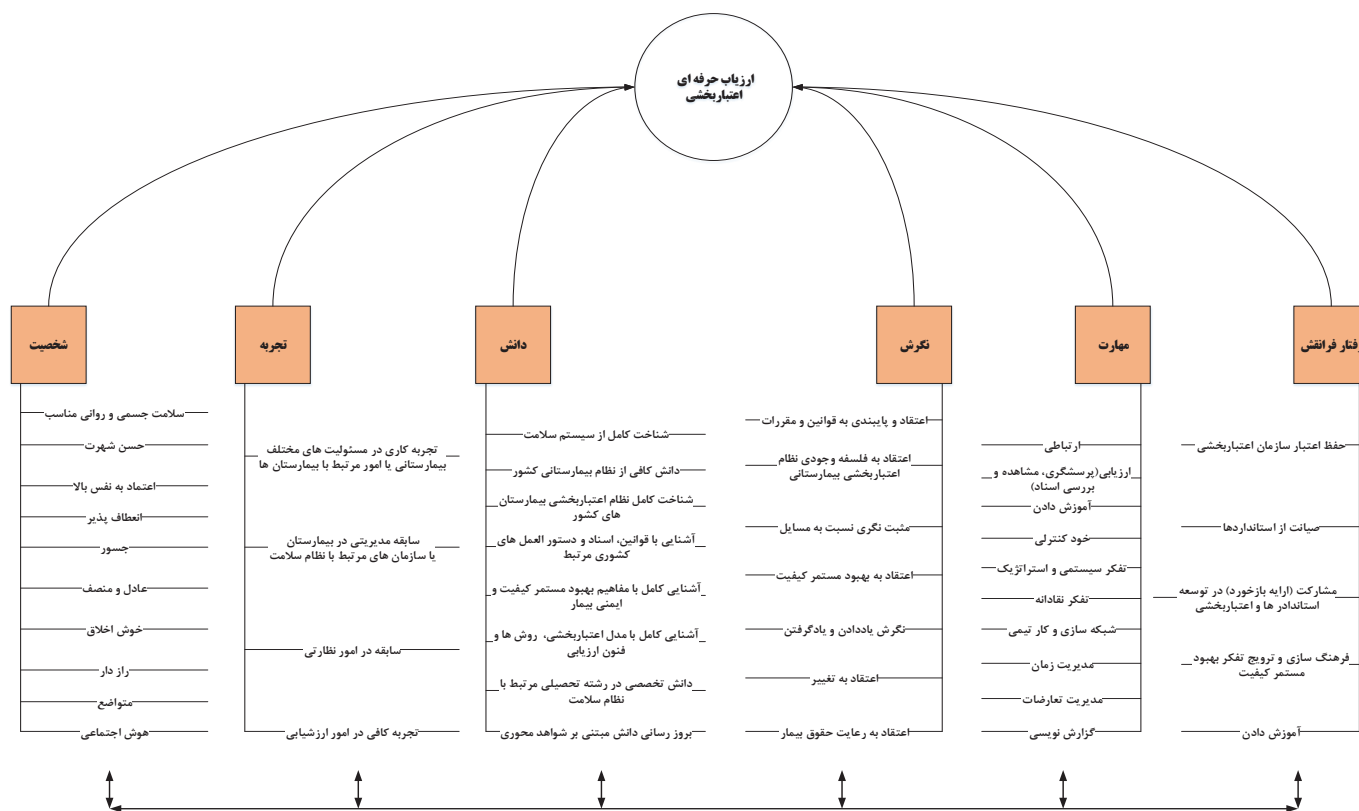 ارزیاب حرفه ای
اعتباربخشی
رفتار فرانقش
حفظ اعتبار سازمان اعتباربخشی
صیانت از استانداردها
مشارکت (ارایه بازخورد) در توسعه
استانداردر ها و اعتباربخشی
فرهنگ سازی و ترویج تفکر بهبود
مستمر کیفیت
آموزش دادن
مهارت
ارتباطی
ارزیابی(پرسشگری، مشاهده و
بررسی اسناد)
آموزش دادن
خود کنترلی
تفکر سیستمی و استراتژیک
تفکر نقادانه
شبکه سازی و کار تیمی
مدیریت زمان
مدیریت تعارضات
گزارش نویسی
نگرش
اعتقاد و پایبندی به قوانین و مقررات
اعتقاد به فلسفه وجودی نظام
اعتباربخشی بیمارستانی
مثبت نگری نسبت به مسایل
اعتقاد به بهبود مستمر کیفیت
نگرش یاددادن و یادگرفتن
اعتقاد به تغییر
اعتقاد به رعایت حقوق بیمار
دانش
شناخت کامل از سیستم سلامت
دانش کافی از نظام بیمارستانی کشور
شناخت کامل نظام اعتباربخشی بیمارستان
های کشور
آشنایی با قوانین، اسناد و دستور العمل های
کشوری مرتبط
آشنایی کامل با مفاهیم بهبود مستمر کیفیت و
ایمنی بیمار
آشنایی کامل با مدل اعتباربخشی، روش ها و
فنون ارزیابی
دانش تخصصی در رشته تحصیلی مرتبط با
نظام سلامت
بروز رسانی دانش مبتنی بر شواهد محوری
تجربه
تجربه کاری در مسئولیت های مختلف
بیمارستانی یا امور مرتبط با بیمارستان ها
سابقه مدیریتی در بیمارستان
یا سازمان های مرتبط با نظام سلامت
سابقه در امور نظارتی
تجربه کافی در امور ارزشیابی
شخصیت
سلامت جسمی و روانی مناسب
حسن شهرت
اعتماد به نفس بالا
انعطاف پذیر
جسور
عادل و منصف
خوش اخلاق
راز دار
متواضع
هوش اجتماعی